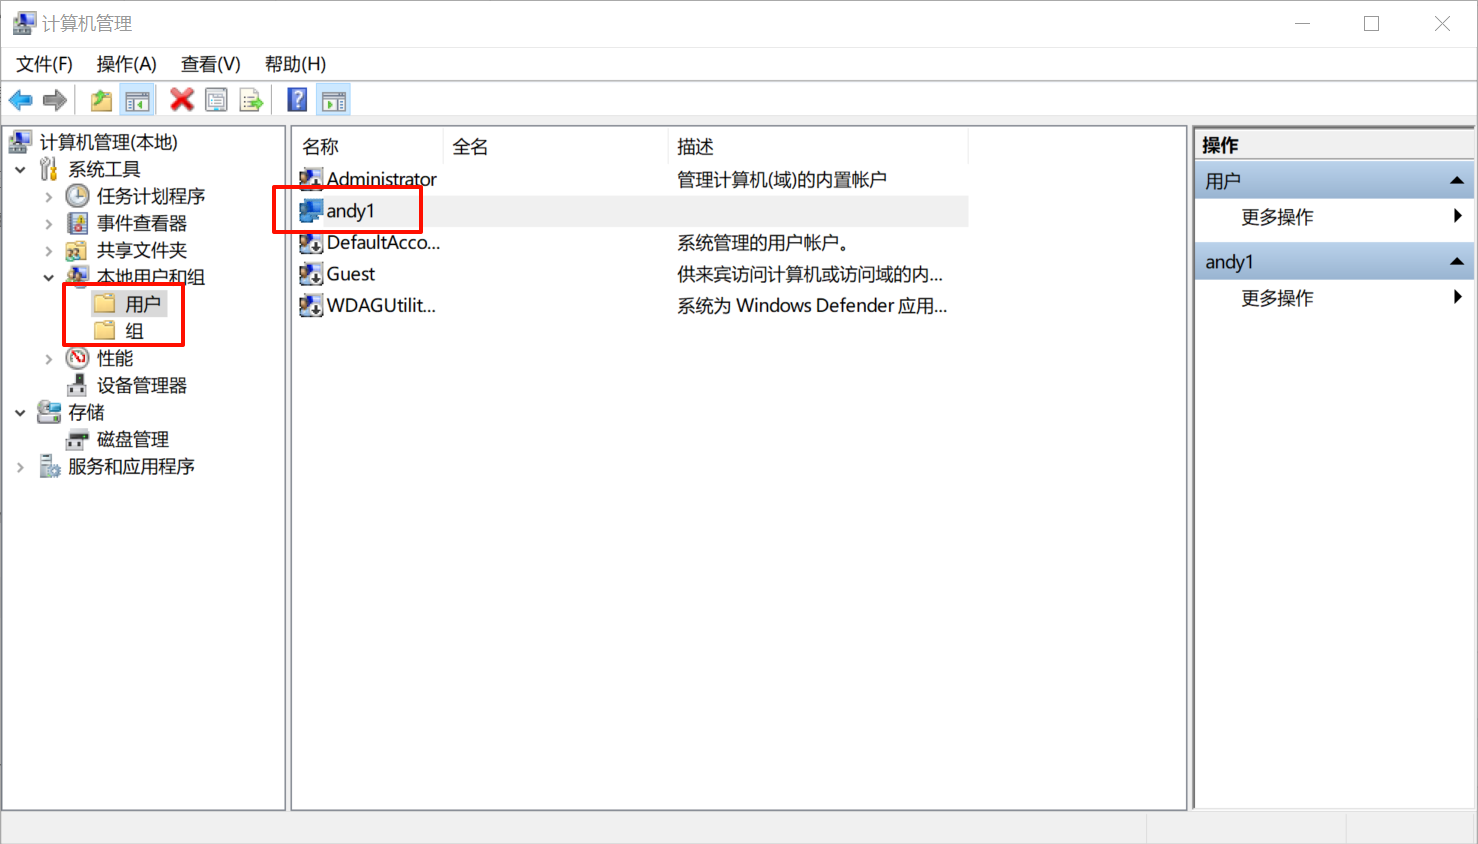 计算机管理
文件(F) 操作(A) 查看(V) 帮助(H)
计算机管理(本地)
系统工具
任务计划程序
事件查看器
共享文件夹
本地用户和组
用户
组
性能
设备管理器
存储
磁盘管理
服务和应用程序
名称 全名 描述
Administrator 管理计算机(域)的内置帐户
andy1
DefaultAcco... 系统管理的用户帐户。
Guest 供来宾访问计算机或访问域的内...
WDAGUtilit... 系统为 Windows Defender 应用...
操作
用户
更多操作
andy1
更多操作